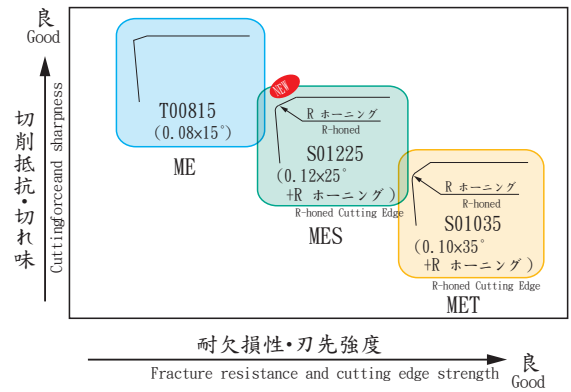 良
Good
切削抵抗・切れ味
Cuttingforceand sharpness
T00815
(0.08×15°)
ME
NEW
R ホーニング
R-honed
S01225
(0.12×25°
+R ホーニング)
R-honed Cutting Edge
MES
R ホーニング
R-honed
S01035
(0.10×35°
+R ホーニング)
R-honed Cutting Edge
MET
耐欠損性・刃先強度
Fracture resistance and cutting edge strength
良
Good